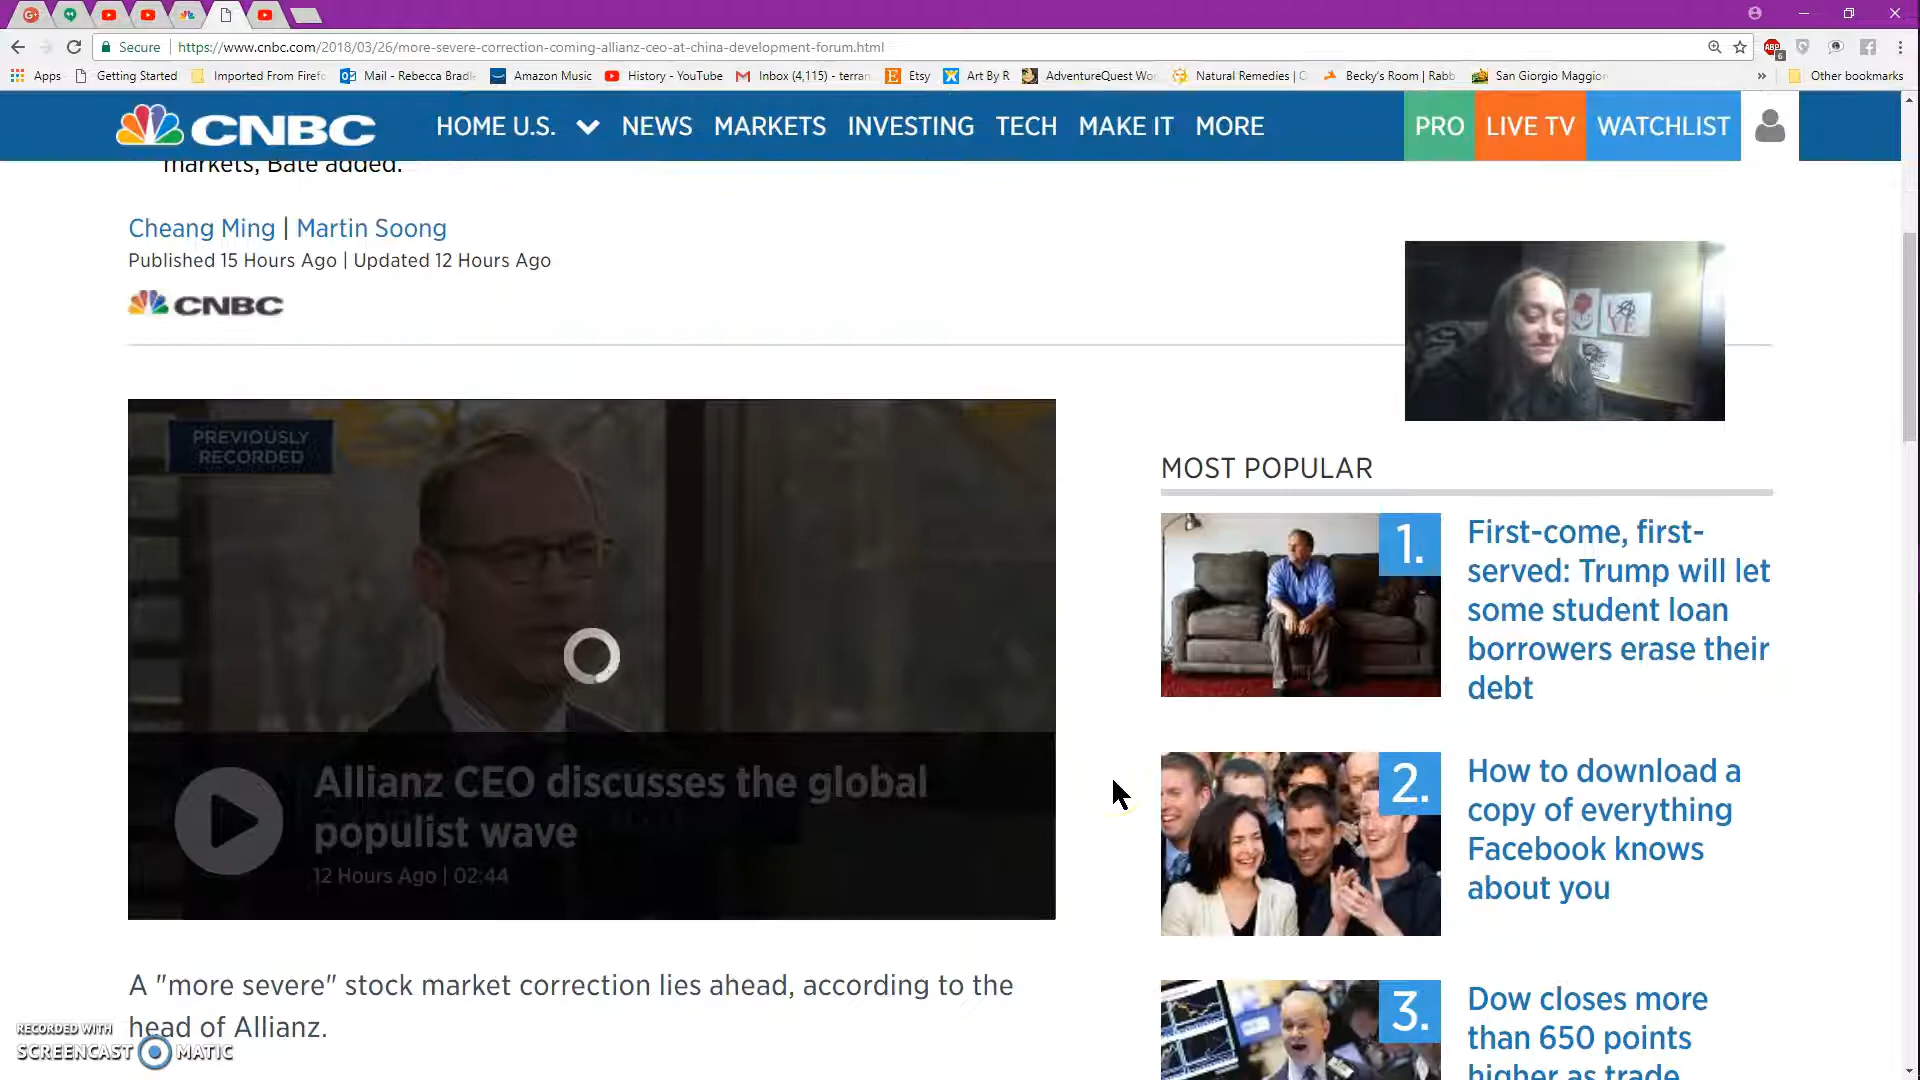 Secure
https://www.cnbc.com/2018/03/26/more-severe-correction-coming-allianz-ceo-at-china-development-forum.html
Apps
Getting Started
Imported From Firefo
Mail - Rebecca Bradle
Amazon Music
History - YouTube
Inbox (4,115) - terran
Etsy
Art By R
AdventureQuest Wo
Natural Remedies | C
Becky's Room | Rabb
San Giorgio Maggior
»
Other bookmarks
CNBC
HOME U.S.
NEWS
MARKETS
INVESTING
TECH
MAKE IT
MORE
PRO
LIVE TV
WATCHLIST
markets, Bate added.
Cheang Ming | Martin Soong
Published 15 Hours Ago | Updated 12 Hours Ago
CNBC
PREVIOUSLY
RECORDED
Allianz CEO discusses the global
populist wave
12 Hours Ago | 02:44
A "more severe" stock market correction lies ahead, according to the
head of Allianz.
MOST POPULAR
1.
First-come, first-
served: Trump will let
some student loan
borrowers erase their
debt
2.
How to download a
copy of everything
Facebook knows
about you
3.
Dow closes more
than 650 points
higher as trade
RECORDED WITH
SCREENCAST MATIC